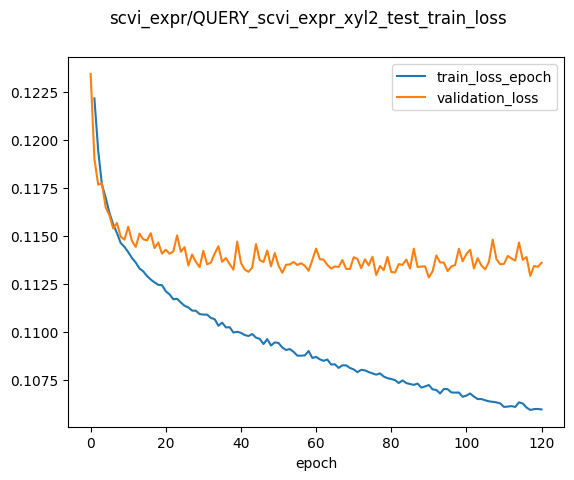 scvi_expr/QUERY_scvi_expr_xyl2_test_train_loss
train_loss_epoch
validation_loss
0.1225
0.1200
0.1175
0.1150
0.1125
0.1100
0.1075
0 20 40 60 80 100 120
epoch